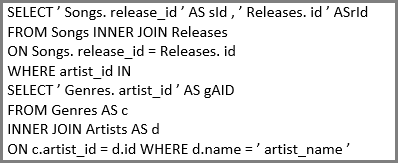 SELECT ’ Songs. release_id ’ AS sId , ’ Releases. id ’ ASrId
FROM Songs INNER JOIN Releases
ON Songs. release_id = Releases. id
WHERE artist_id IN
SELECT ’ Genres. artist_id ’ AS gAID
FROM Genres AS c
INNER JOIN Artists AS d
ON c.artist_id = d.id WHERE d.name = ’ artist_name ’